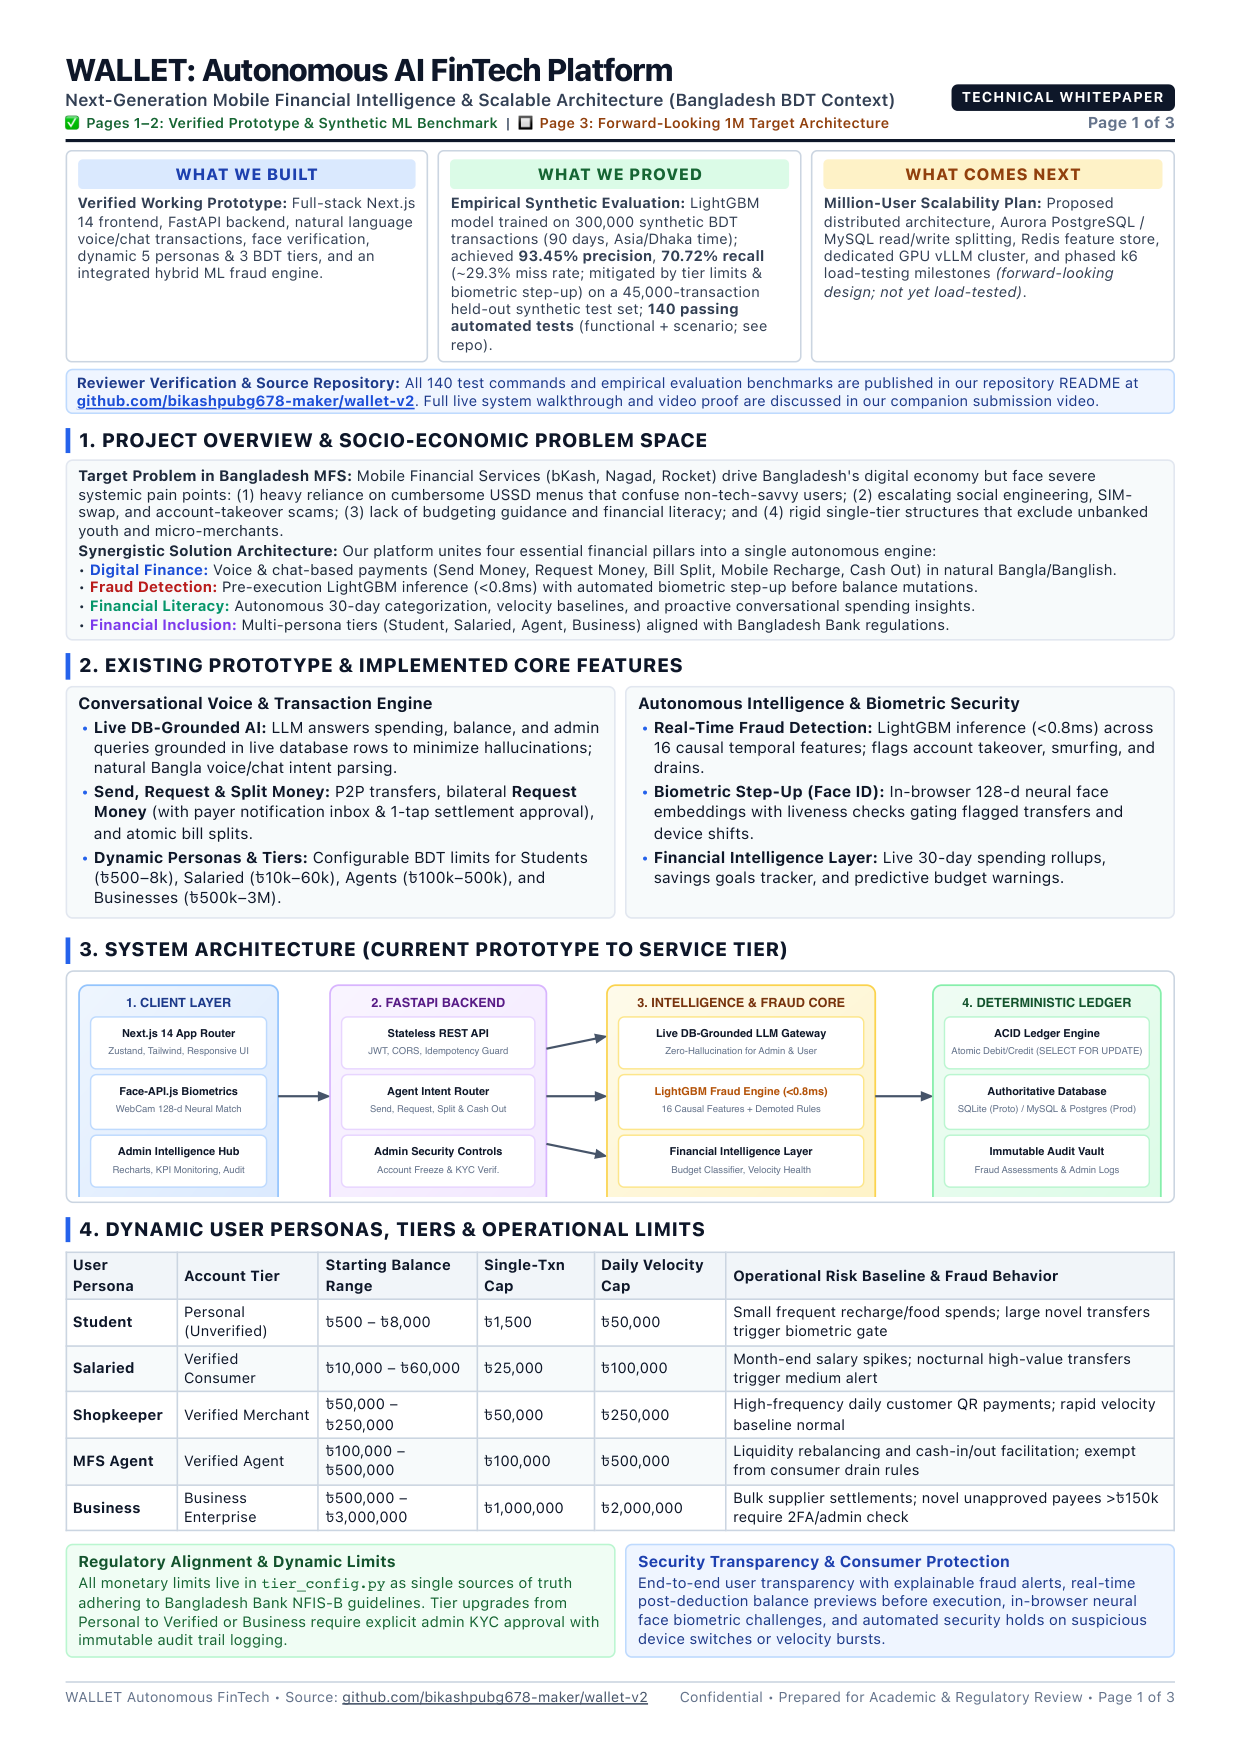 WALLET: Autonomous AI FinTech Platform
Next-Generation Mobile Financial Intelligence & Scalable Architecture (Bangladesh BDT Context)
✅ Pages 1–2: Verified Prototype & Synthetic ML Benchmark | 🔲 Page 3: Forward-Looking 1M Target Architecture
TECHNICAL WHITEPAPER
Page 1 of 3
WHAT WE BUILT
Verified Working Prototype: Full-stack Next.js
14 frontend, FastAPI backend, natural language
voice/chat transactions, face verification,
dynamic 5 personas & 3 BDT tiers, and an
integrated hybrid ML fraud engine.
WHAT WE PROVED
Empirical Synthetic Evaluation: LightGBM
model trained on 300,000 synthetic BDT
transactions (90 days, Asia/Dhaka time);
achieved 93.45% precision, 70.72% recall
(~29.3% miss rate; mitigated by tier limits &
biometric step-up) on a 45,000-transaction
held-out synthetic test set; 140 passing
automated tests (functional + scenario; see
repo).
WHAT COMES NEXT
Million-User Scalability Plan: Proposed
distributed architecture, Aurora PostgreSQL /
MySQL read/write splitting, Redis feature store,
dedicated GPU vLLM cluster, and phased k6
load-testing milestones (forward-looking
design; not yet load-tested).
Reviewer Verification & Source Repository: All 140 test commands and empirical evaluation benchmarks are published in our repository README at
github.com/bikashpubg678-maker/wallet-v2. Full live system walkthrough and video proof are discussed in our companion submission video.
1. PROJECT OVERVIEW & SOCIO-ECONOMIC PROBLEM SPACE
Target Problem in Bangladesh MFS: Mobile Financial Services (bKash, Nagad, Rocket) drive Bangladesh's digital economy but face severe
systemic pain points: (1) heavy reliance on cumbersome USSD menus that confuse non-tech-savvy users; (2) escalating social engineering, SIM-
swap, and account-takeover scams; (3) lack of budgeting guidance and financial literacy; and (4) rigid single-tier structures that exclude unbanked
youth and micro-merchants.
Synergistic Solution Architecture: Our platform unites four essential financial pillars into a single autonomous engine:
• Digital Finance: Voice & chat-based payments (Send Money, Request Money, Bill Split, Mobile Recharge, Cash Out) in natural Bangla/Banglish.
• Fraud Detection: Pre-execution LightGBM inference (<0.8ms) with automated biometric step-up before balance mutations.
• Financial Literacy: Autonomous 30-day categorization, velocity baselines, and proactive conversational spending insights.
• Financial Inclusion: Multi-persona tiers (Student, Salaried, Agent, Business) aligned with Bangladesh Bank regulations.
2. EXISTING PROTOTYPE & IMPLEMENTED CORE FEATURES
Conversational Voice & Transaction Engine
• Live DB-Grounded AI: LLM answers spending, balance, and admin
queries grounded in live database rows to minimize hallucinations;
natural Bangla voice/chat intent parsing.
• Send, Request & Split Money: P2P transfers, bilateral Request
Money (with payer notification inbox & 1-tap settlement approval),
and atomic bill splits.
• Dynamic Personas & Tiers: Configurable BDT limits for Students
(৳500–8k), Salaried (৳10k–60k), Agents (৳100k–500k), and
Businesses (৳500k–3M).
Autonomous Intelligence & Biometric Security
• Real-Time Fraud Detection: LightGBM inference (<0.8ms) across
16 causal temporal features; flags account takeover, smurfing, and
drains.
• Biometric Step-Up (Face ID): In-browser 128-d neural face
embeddings with liveness checks gating flagged transfers and
device shifts.
• Financial Intelligence Layer: Live 30-day spending rollups,
savings goals tracker, and predictive budget warnings.
3. SYSTEM ARCHITECTURE (CURRENT PROTOTYPE TO SERVICE TIER)
1. CLIENT LAYER
Next.js 14 App Router
Zustand, Tailwind, Responsive UI
Face-API.js Biometrics
WebCam 128-d Neural Match
Admin Intelligence Hub
Recharts, KPI Monitoring, Audit
2. FASTAPI BACKEND
Stateless REST API
JWT, CORS, Idempotency Guard
Agent Intent Router
Send, Request, Split & Cash Out
Admin Security Controls
Account Freeze & KYC Verif.
3. INTELLIGENCE & FRAUD CORE
Live DB-Grounded LLM Gateway
Zero-Hallucination for Admin & User
LightGBM Fraud Engine (<0.8ms)
16 Causal Features + Demoted Rules
Financial Intelligence Layer
Budget Classifier, Velocity Health
4. DETERMINISTIC LEDGER
ACID Ledger Engine
Atomic Debit/Credit (SELECT FOR UPDATE)
Authoritative Database
SQLite (Proto) / MySQL & Postgres (Prod)
Immutable Audit Vault
Fraud Assessments & Admin Logs
4. DYNAMIC USER PERSONAS, TIERS & OPERATIONAL LIMITS
User
Persona
Account Tier
Starting Balance
Range
Single-Txn
Cap
Daily Velocity
Cap
Operational Risk Baseline & Fraud Behavior
Student
Personal
(Unverified)
৳500 – ৳8,000
৳1,500
৳50,000
Small frequent recharge/food spends; large novel transfers
trigger biometric gate
Salaried
Verified
Consumer
৳10,000 – ৳60,000
৳25,000
৳100,000
Month-end salary spikes; nocturnal high-value transfers
trigger medium alert
Shopkeeper
Verified Merchant
৳50,000 –
৳250,000
৳50,000
৳250,000
High-frequency daily customer QR payments; rapid velocity
baseline normal
MFS Agent
Verified Agent
৳100,000 –
৳500,000
৳100,000
৳500,000
Liquidity rebalancing and cash-in/out facilitation; exempt
from consumer drain rules
Business
Business
Enterprise
৳500,000 –
৳3,000,000
৳1,000,000
৳2,000,000
Bulk supplier settlements; novel unapproved payees >৳150k
require 2FA/admin check
Regulatory Alignment & Dynamic Limits
All monetary limits live in tier_config.py as single sources of truth
adhering to Bangladesh Bank NFIS-B guidelines. Tier upgrades from
Personal to Verified or Business require explicit admin KYC approval with
immutable audit trail logging.
Security Transparency & Consumer Protection
End-to-end user transparency with explainable fraud alerts, real-time
post-deduction balance previews before execution, in-browser neural
face biometric challenges, and automated security holds on suspicious
device switches or velocity bursts.
WALLET Autonomous FinTech • Source: github.com/bikashpubg678-maker/wallet-v2
Confidential • Prepared for Academic & Regulatory Review • Page 1 of 3